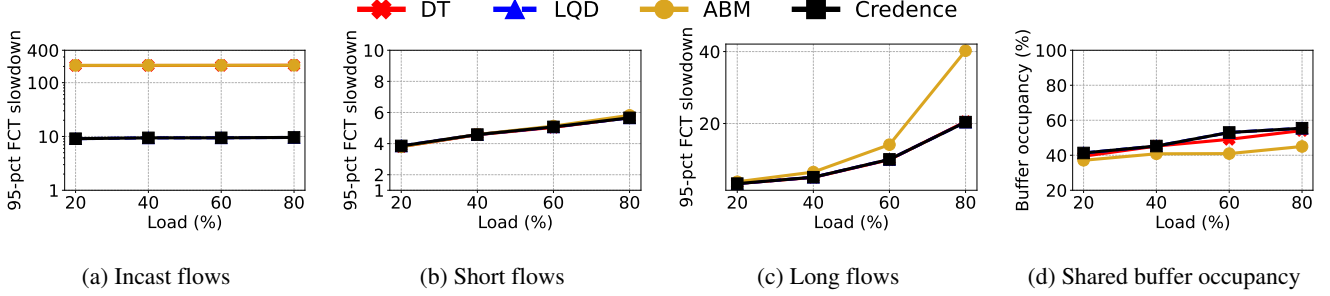 DT LQD ABM Credence
95-pct FCT slowdown
400
100
10
1
20 40 60 80
Load (%)
(a) Incast flows
95-pct FCT slowdown
10
8
6
4
2
1
20 40 60 80
Load (%)
(b) Short flows
95-pct FCT slowdown
40
20
20 40 60 80
Load (%)
(c) Long flows
Buffer occupancy (%)
100
80
60
40
20
20 40 60 80
Load (%)
(d) Shared buffer occupancy